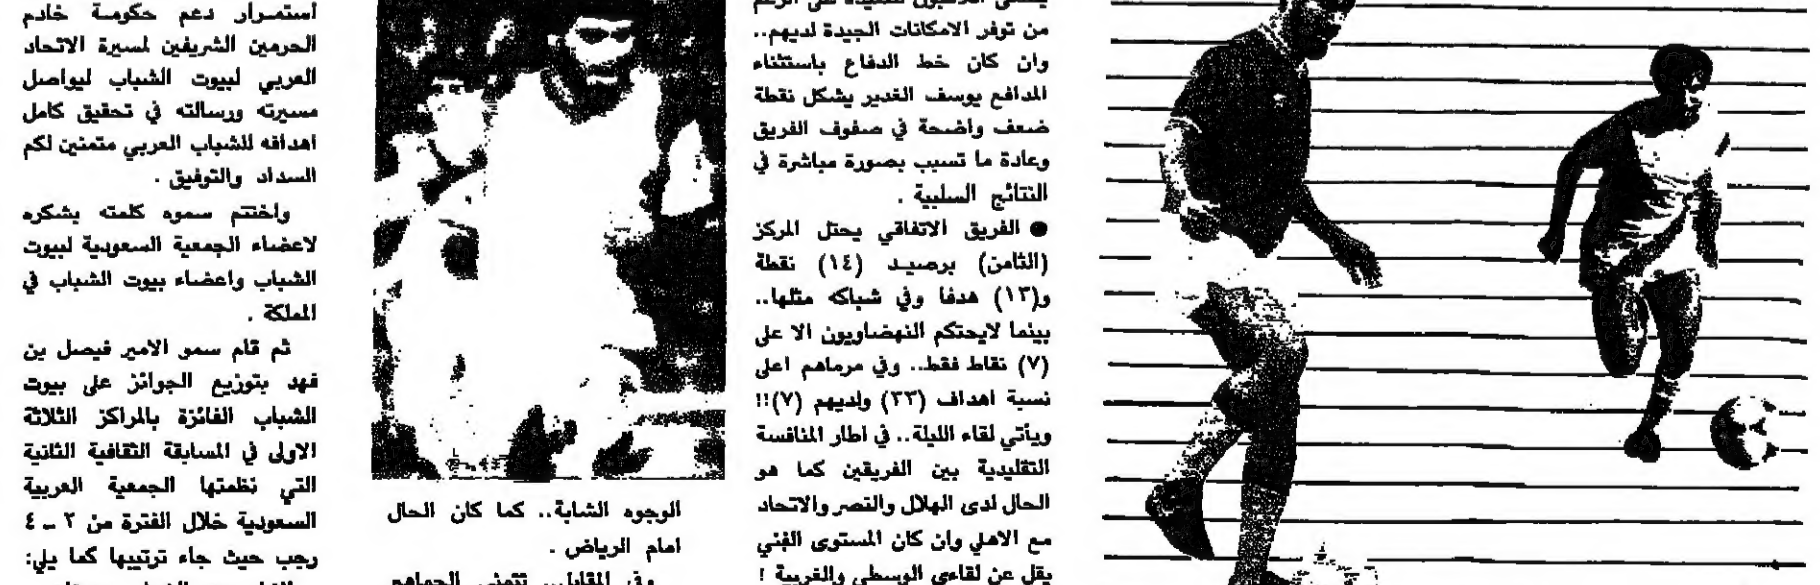 من توفر الامكانات الجيدة لديهم..
وان كان خط الدفاع باستثناء
المدافع يوسف الغدير يشكل نقطة
ضعف واضحة في صفوف الفريق
وعادة ما تسبب بصورة مباشرة في
النتائج السلبية .
● الفريق الاتفاقي يحتل المركز
(الثامن) برصيد (١٤) نقطة
و(١٣) هدفا وفي شباكه مثلها..
بينما لايحتكم النهضاويون الا على
(٧) نقاط فقط.. وفي مرماهم اعلى
نسبة اهداف (٣٣) ولديهم (٧)!!
ويأتي لقاء الليلة.. في اطار المنافسة
التقليدية بين الفريقين كما هو
الحال لدى الهلال والنصر والاتحاد
مع الاهلي وان كان المستوى الفني
يقل عن لقاءي الوسطى والغربية !
الوجوه الشابة.. كما كان الحال
امام الرياض .
وفي المقابل.. تتمنى الجماهير
استمرار دعم حكومة خادم
الحرمين الشريفين لمسيرة الاتحاد
العربي لبيوت الشباب ليواصل
مسيرته ورسالته في تحقيق كامل
اهدافه للشباب العربي متمنين لكم
السداد والتوفيق .
واختتم سموه كلمته بشكره
لاعضاء الجمعية السعودية لبيوت
الشباب واعضاء بيوت الشباب في
المملكة .
ثم قام سمو الامير فيصل بن
فهد بتوزيع الجوائز على بيوت
الشباب الفائزة بالمراكز الثلاثة
الاولى في المسابقة الثقافية الثانية
التي نظمتها الجمعية العربية
السعودية خلال الفترة من ٢ ــ ٤
رجب حيث جاء ترتيبها كما يلي: